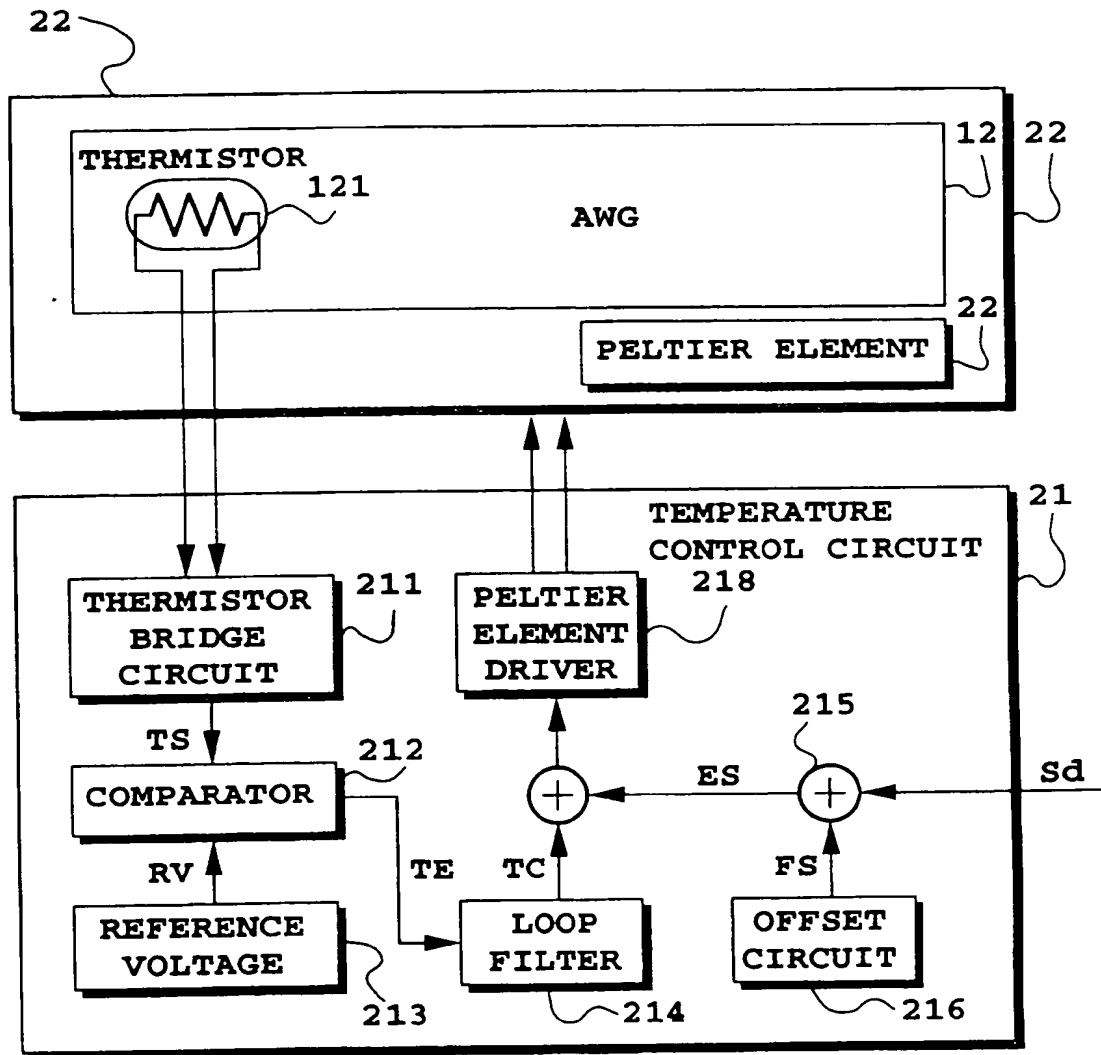 22
12 22
THERMISTOR
121
AWG
22
PELTIER ELEMENT
21
TEMPERATURE
CONTROL CIRCUIT
211
218
THERMISTOR
BRIDGE
CIRCUIT
PELTIER
ELEMENT
DRIVER
215
TS
212
COMPARATOR
+
ES
+
Sd
RV
TE
TC
FS
REFERENCE
VOLTAGE
LOOP
FILTER
OFFSET
CIRCUIT
213
214
216